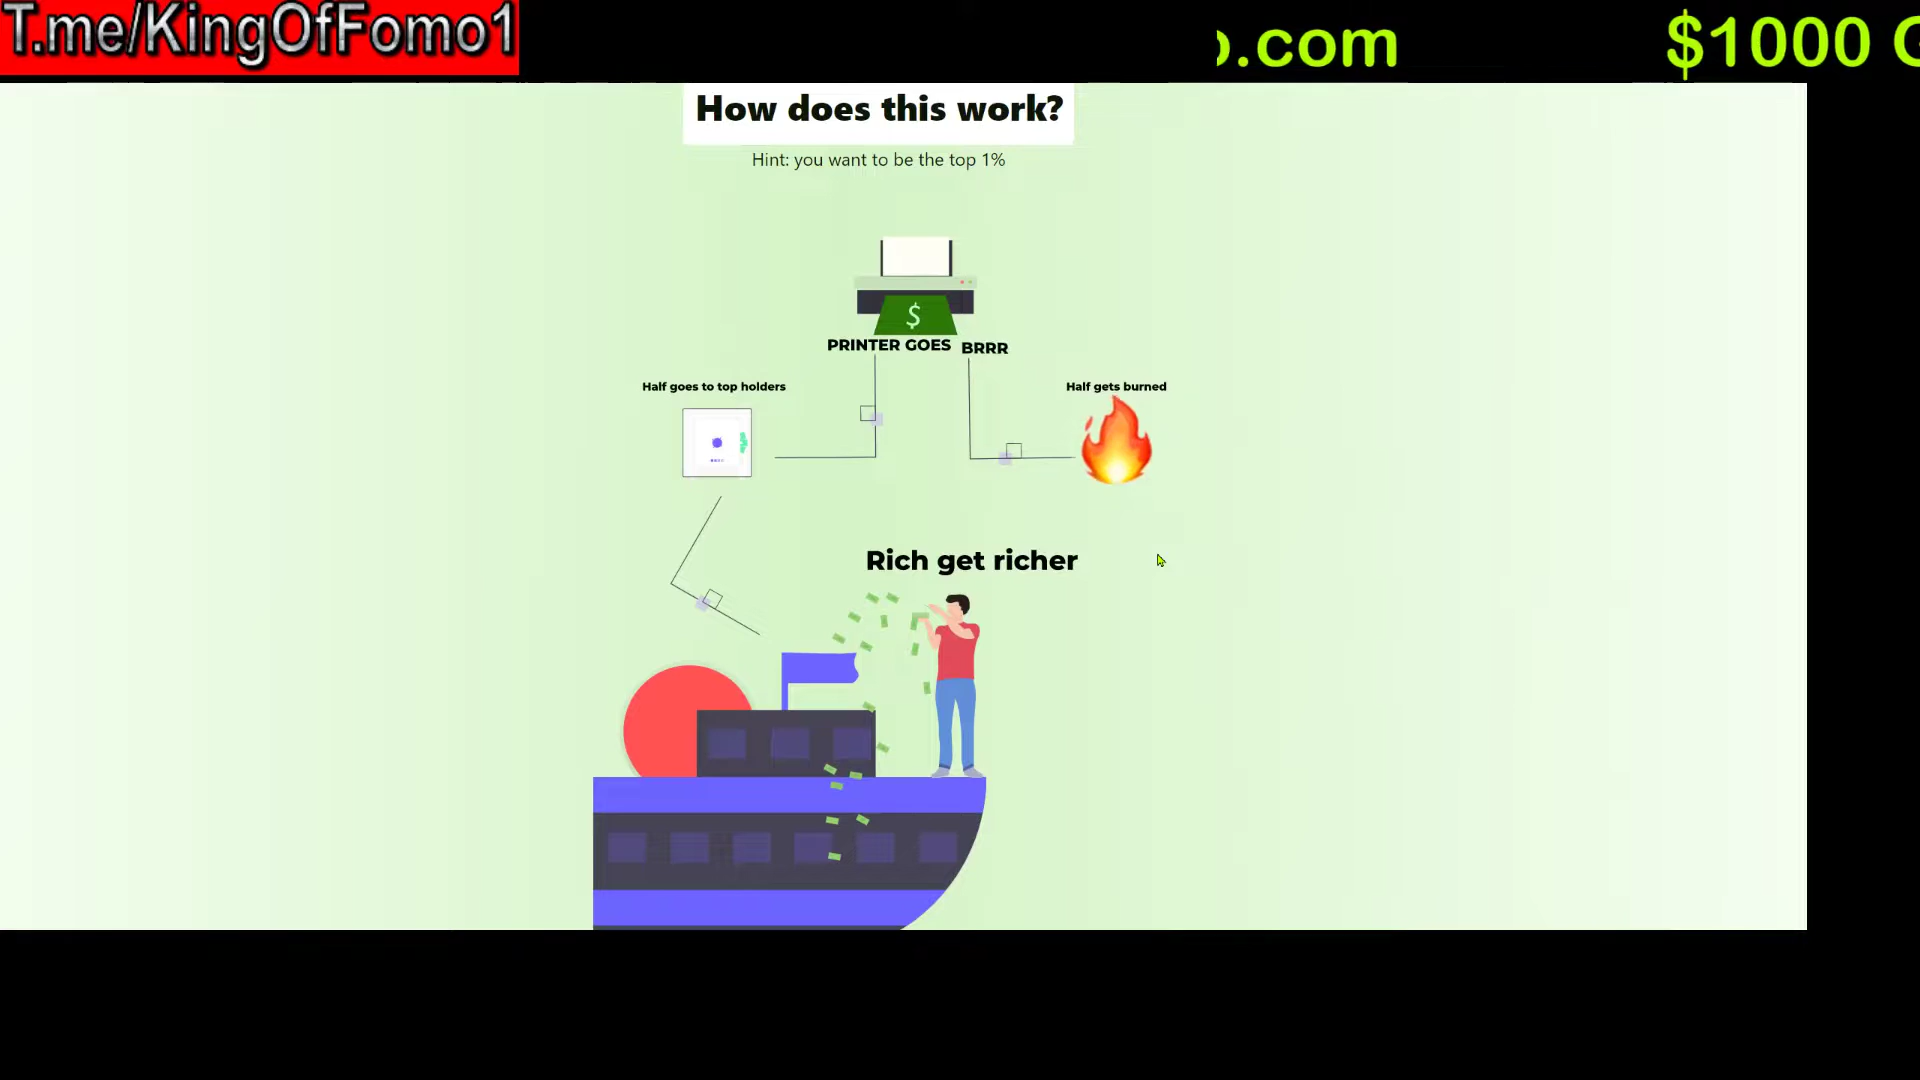 T.me/KingOfFomo1
.com
$1000
How does this work?
Hint: you want to be the top 1%
$
PRINTER GOES BRRR
Half goes to top holders
Half gets burned
Rich get richer